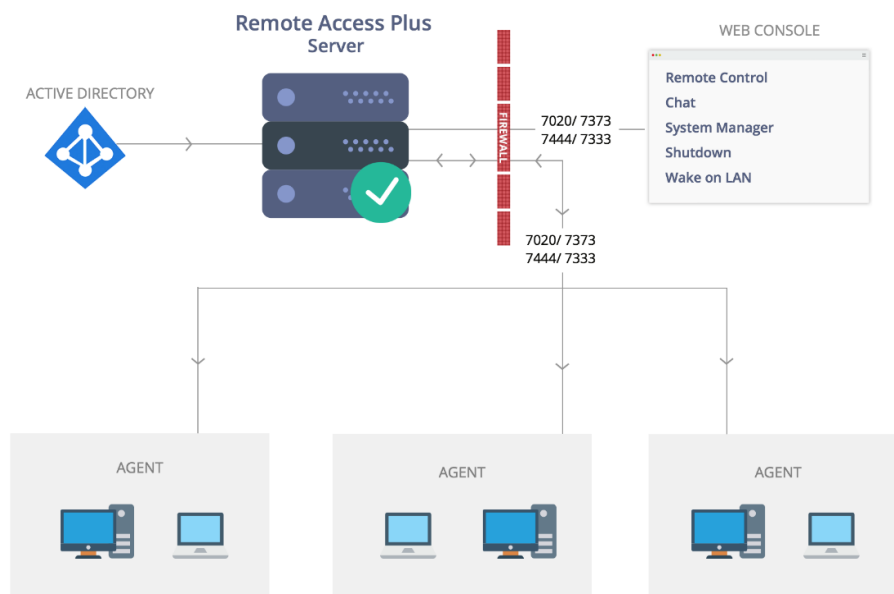 Remote Access Plus
Server
WEB CONSOLE
ACTIVE DIRECTORY
FIREWALL
7020/ 7373
7444/ 7333
Remote Control
Chat
System Manager
Shutdown
Wake on LAN
7020/ 7373
7444/ 7333
AGENT
AGENT
AGENT